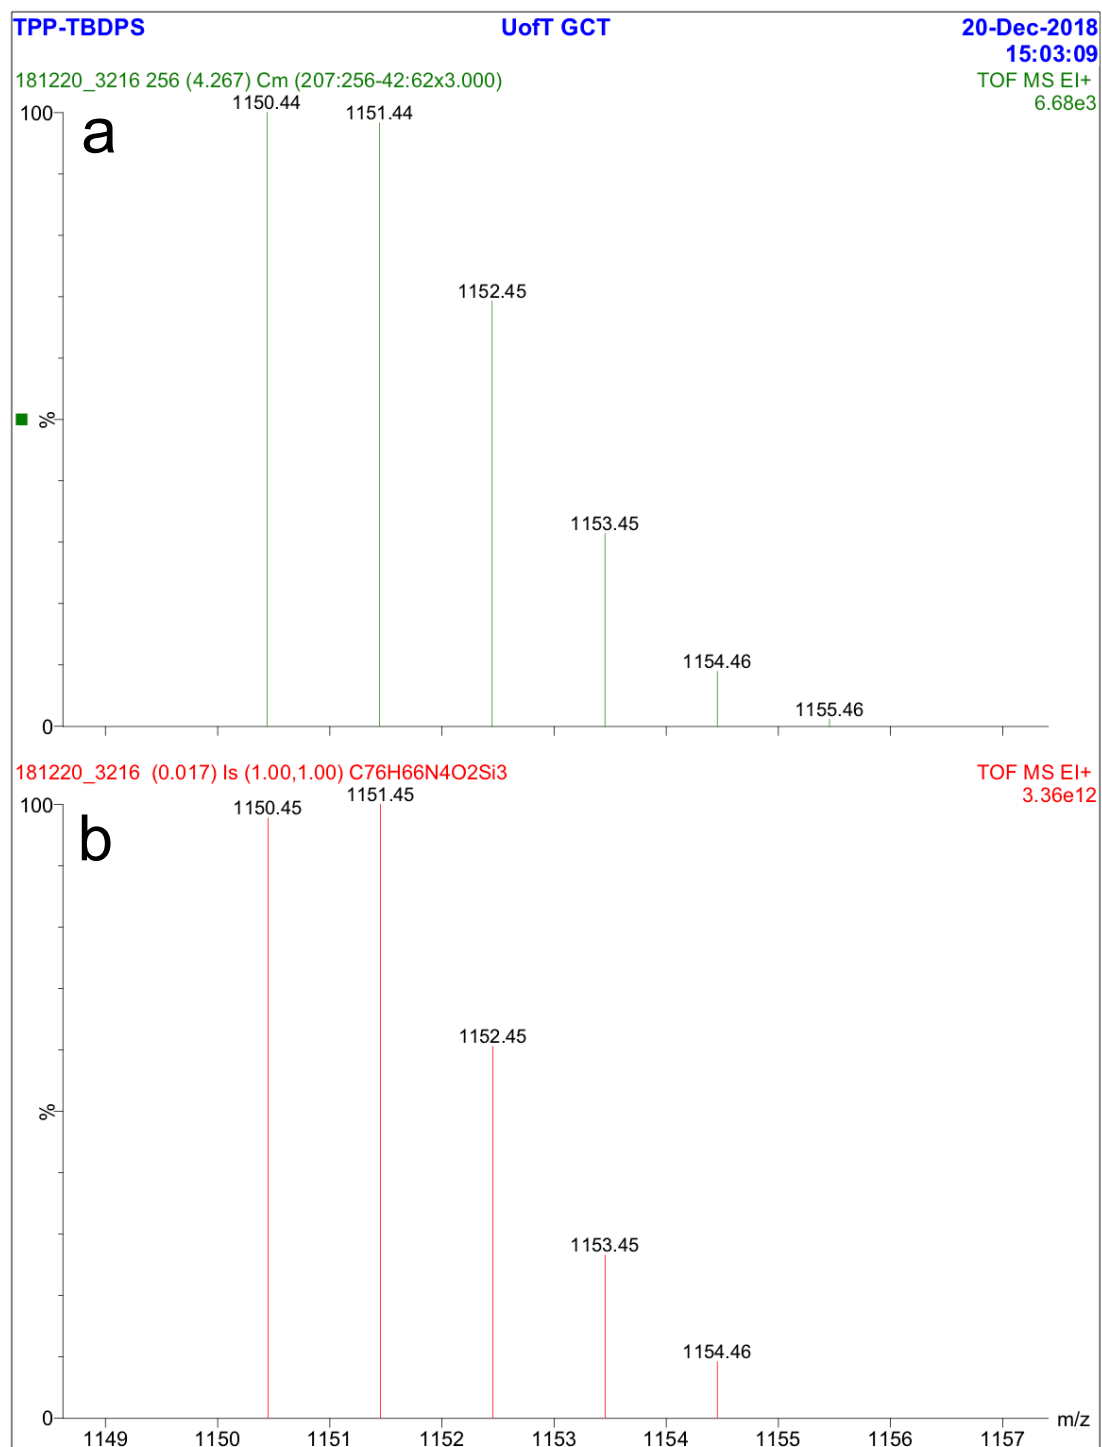 TPP-TBDPS UofT GCT 20-Dec-2018
15:03:09
181220_3216 256 (4.267) Cm (207:256-42:62x3.000) TOF MS EI+
6.68e3
a
100
1150.44
1151.44
1152.45
%
1153.45
1154.46
1155.46
0
181220_3216 (0.017) Is (1.00,1.00) C76H66N4O2Si3 TOF MS EI+
3.36e12
b
100
1150.45
1151.45
1152.45
%
1153.45
1154.46
0
m/z
1149 1150 1151 1152 1153 1154 1155 1156 1157